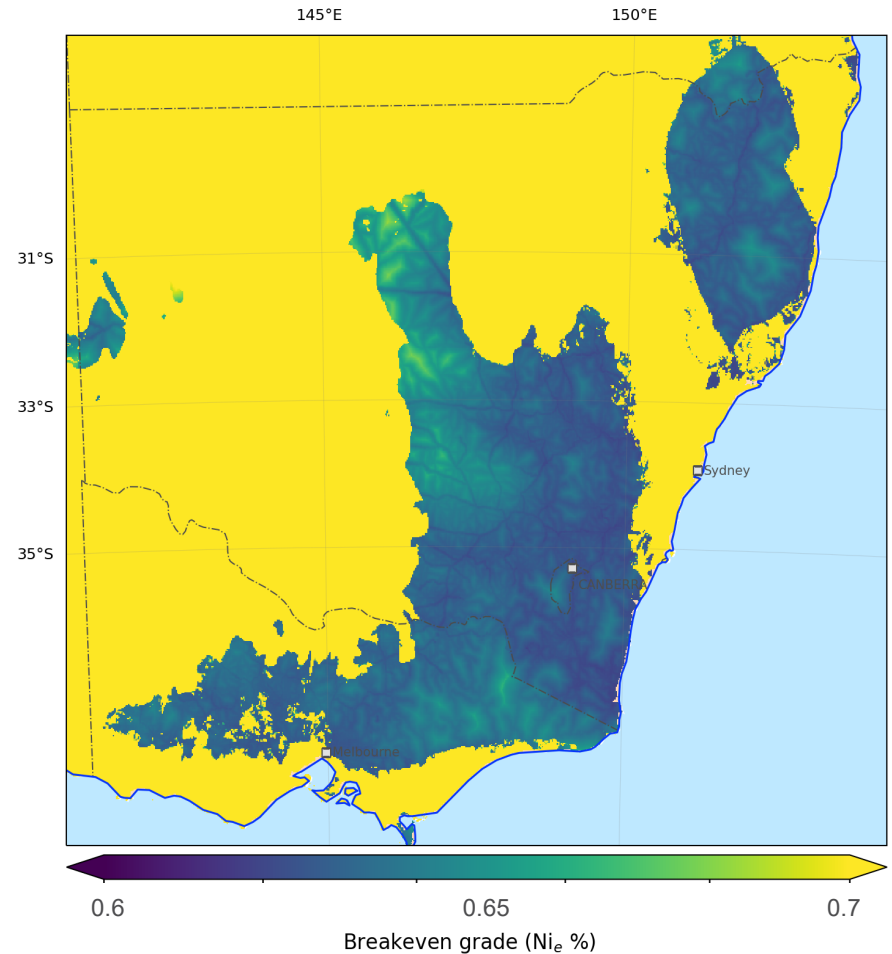 145°E
150°E
31°S
33°S
Sydney
35°S
CANBERRA
Melbourne
0.6
0.65
0.7
Breakeven grade (Niₑ %)